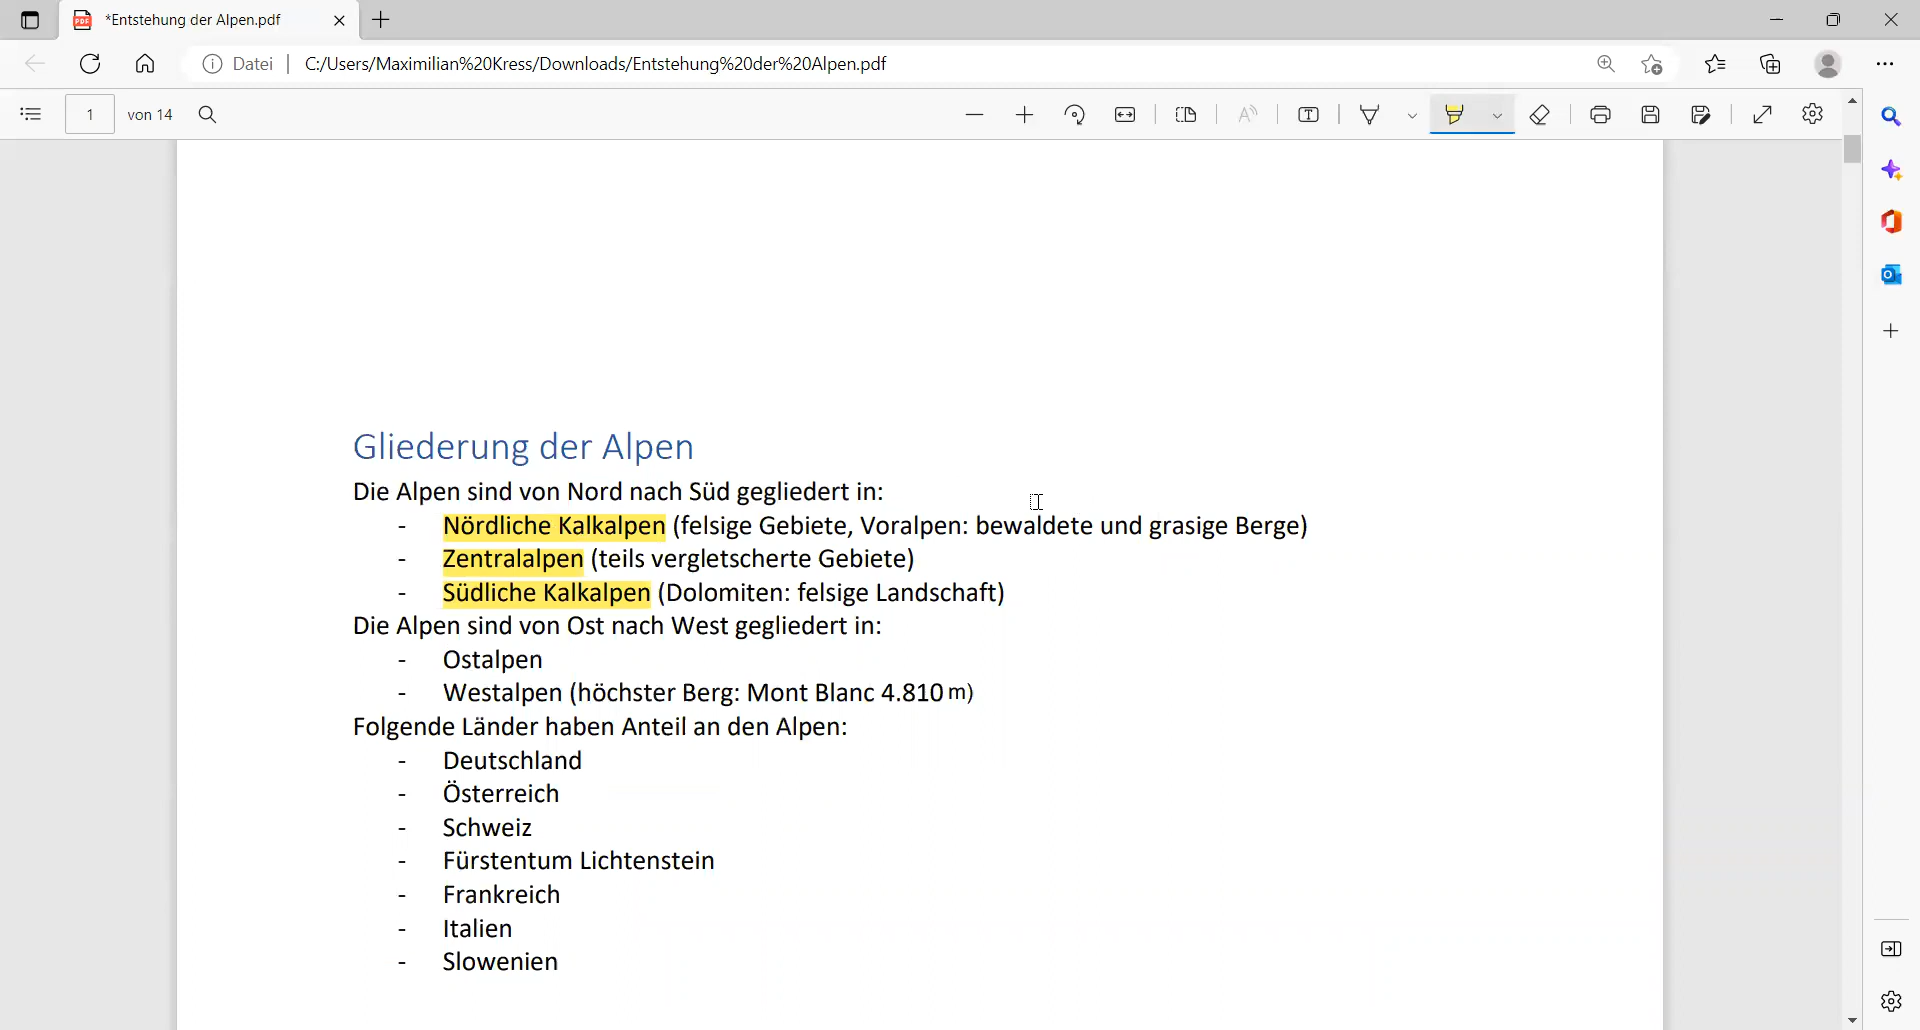 *Entstehung der Alpen.pdf
Datei C:/Users/Maximilian%20Kress/Downloads/Entstehung%20der%20Alpen.pdf
1 von 14
Gliederung der Alpen
Die Alpen sind von Nord nach Süd gegliedert in:
- Nördliche Kalkalpen (felsige Gebiete, Voralpen: bewaldete und grasige Berge)
- Zentralalpen (teils vergletscherte Gebiete)
- Südliche Kalkalpen (Dolomiten: felsige Landschaft)
Die Alpen sind von Ost nach West gegliedert in:
- Ostalpen
- Westalpen (höchster Berg: Mont Blanc 4.810 m)
Folgende Länder haben Anteil an den Alpen:
- Deutschland
- Österreich
- Schweiz
- Fürstentum Lichtenstein
- Frankreich
- Italien
- Slowenien